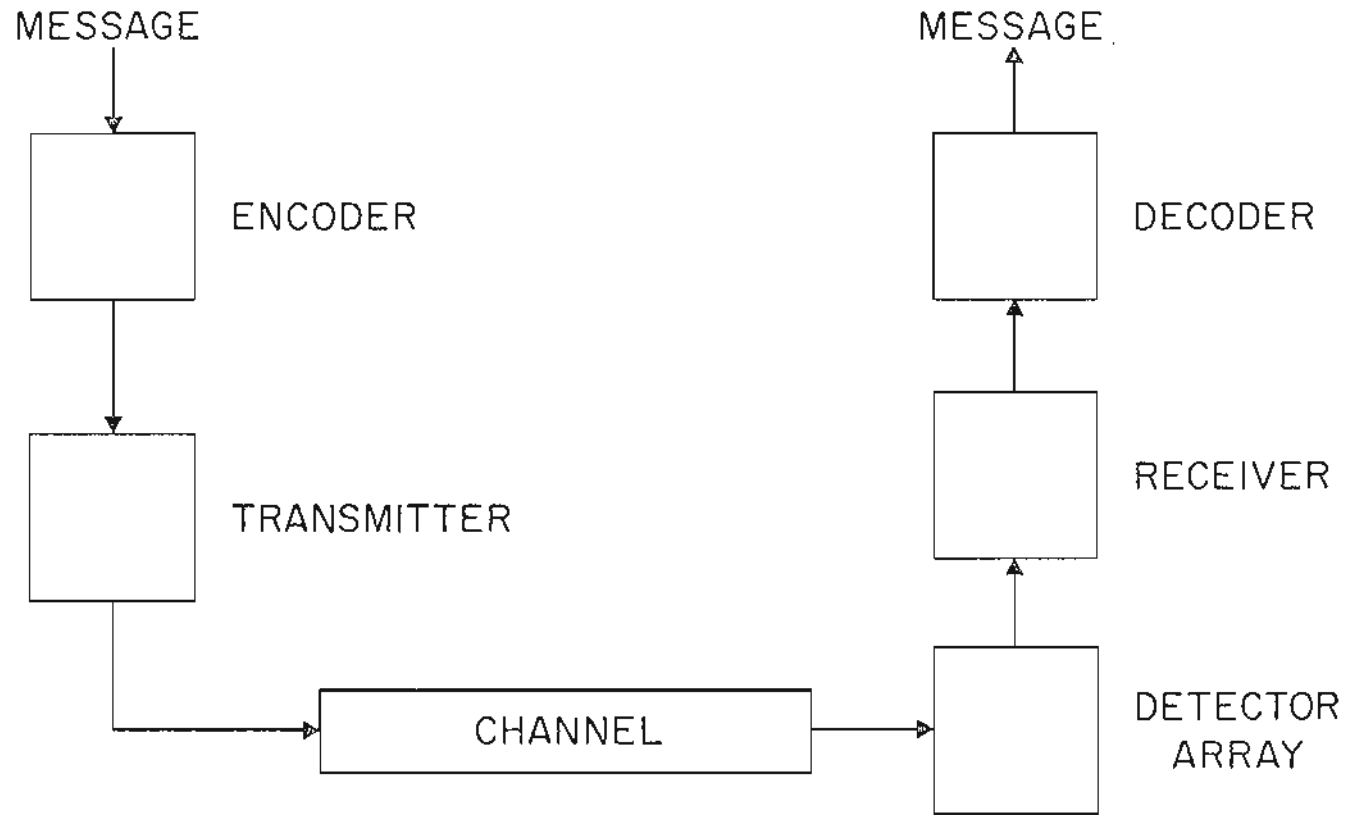 MESSAGE
ENCODER
TRANSMITTER
CHANNEL
DETECTOR
ARRAY
RECEIVER
DECODER
MESSAGE